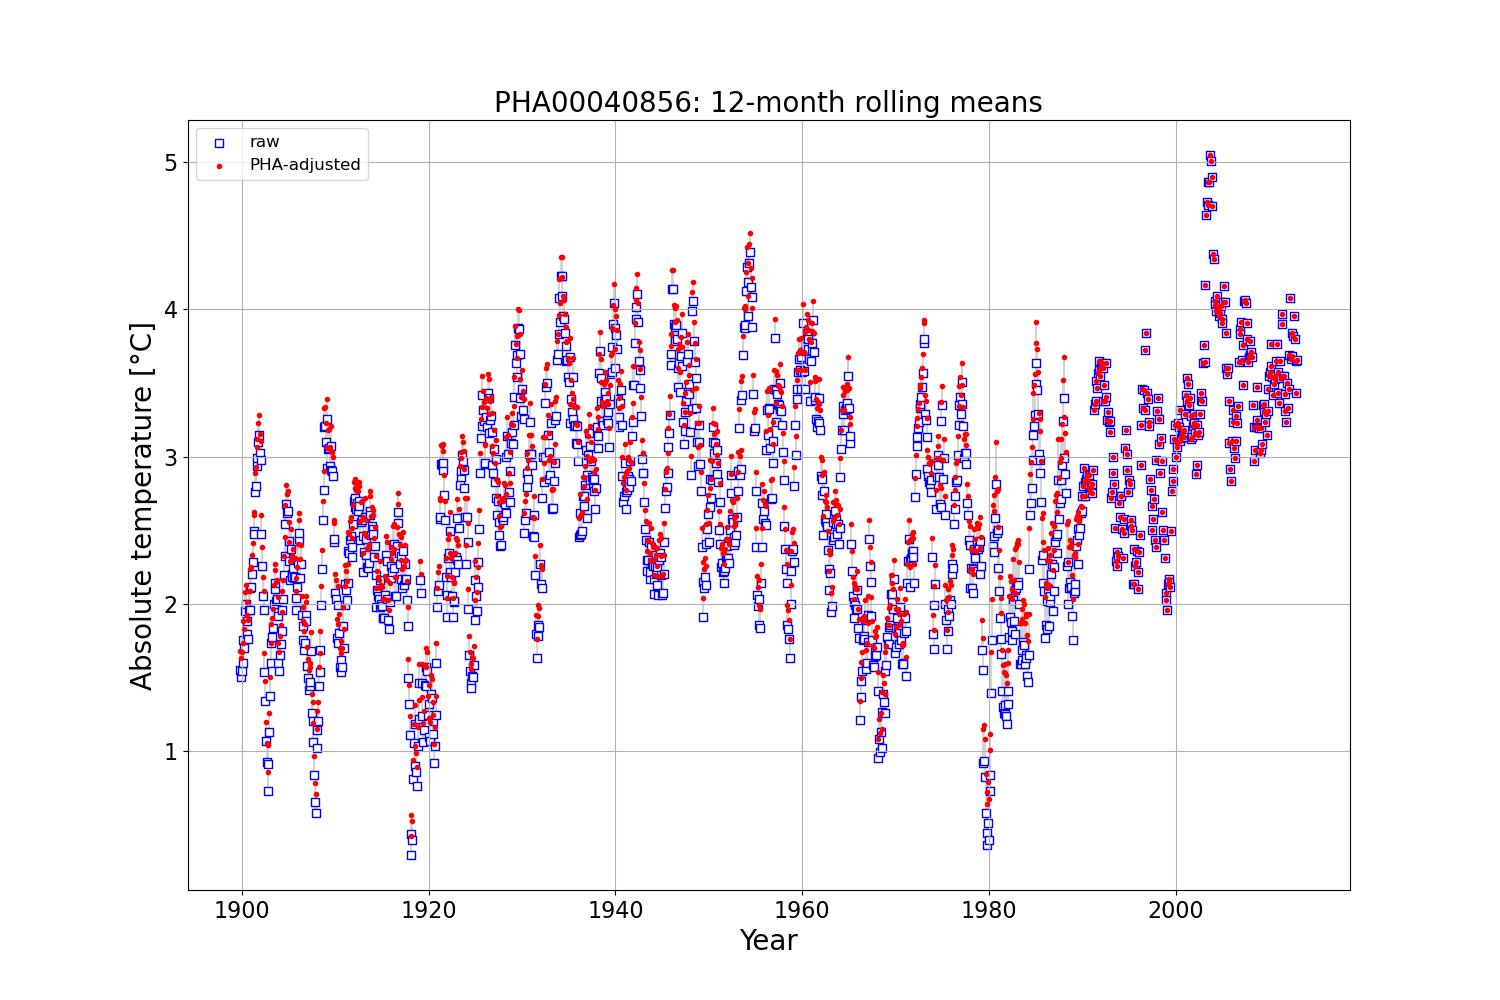 PHA00040856: 12-month rolling means
raw
PHA-adjusted
Absolute temperature [°C]
5
4
3
2
1
1900 1920 1940 1960 1980 2000
Year